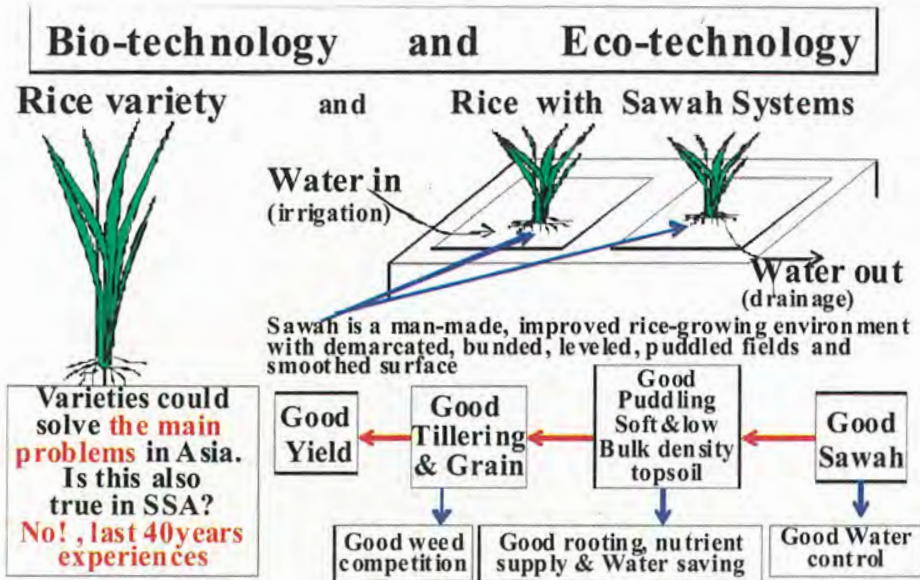 Bio-technology and Eco-technology
Rice variety and Rice with Sawah Systems
Water in
(irrigation)
Water out
(drainage)
Sawah is a man-made, improved rice-growing environment
with demarcated, bunded, leveled, puddled fields and
smoothed surface
Varieties could
solve the main
problems in Asia.
Is this also
true in SSA?
No! , last 40years
experiences
Good
Yield
Good
Tillering
& Grain
Good
Puddling
Soft&low
Bulk density
topsoil
Good
Sawah
Good weed
competition
Good rooting, nutrient
supply & Water saving
Good Water
control